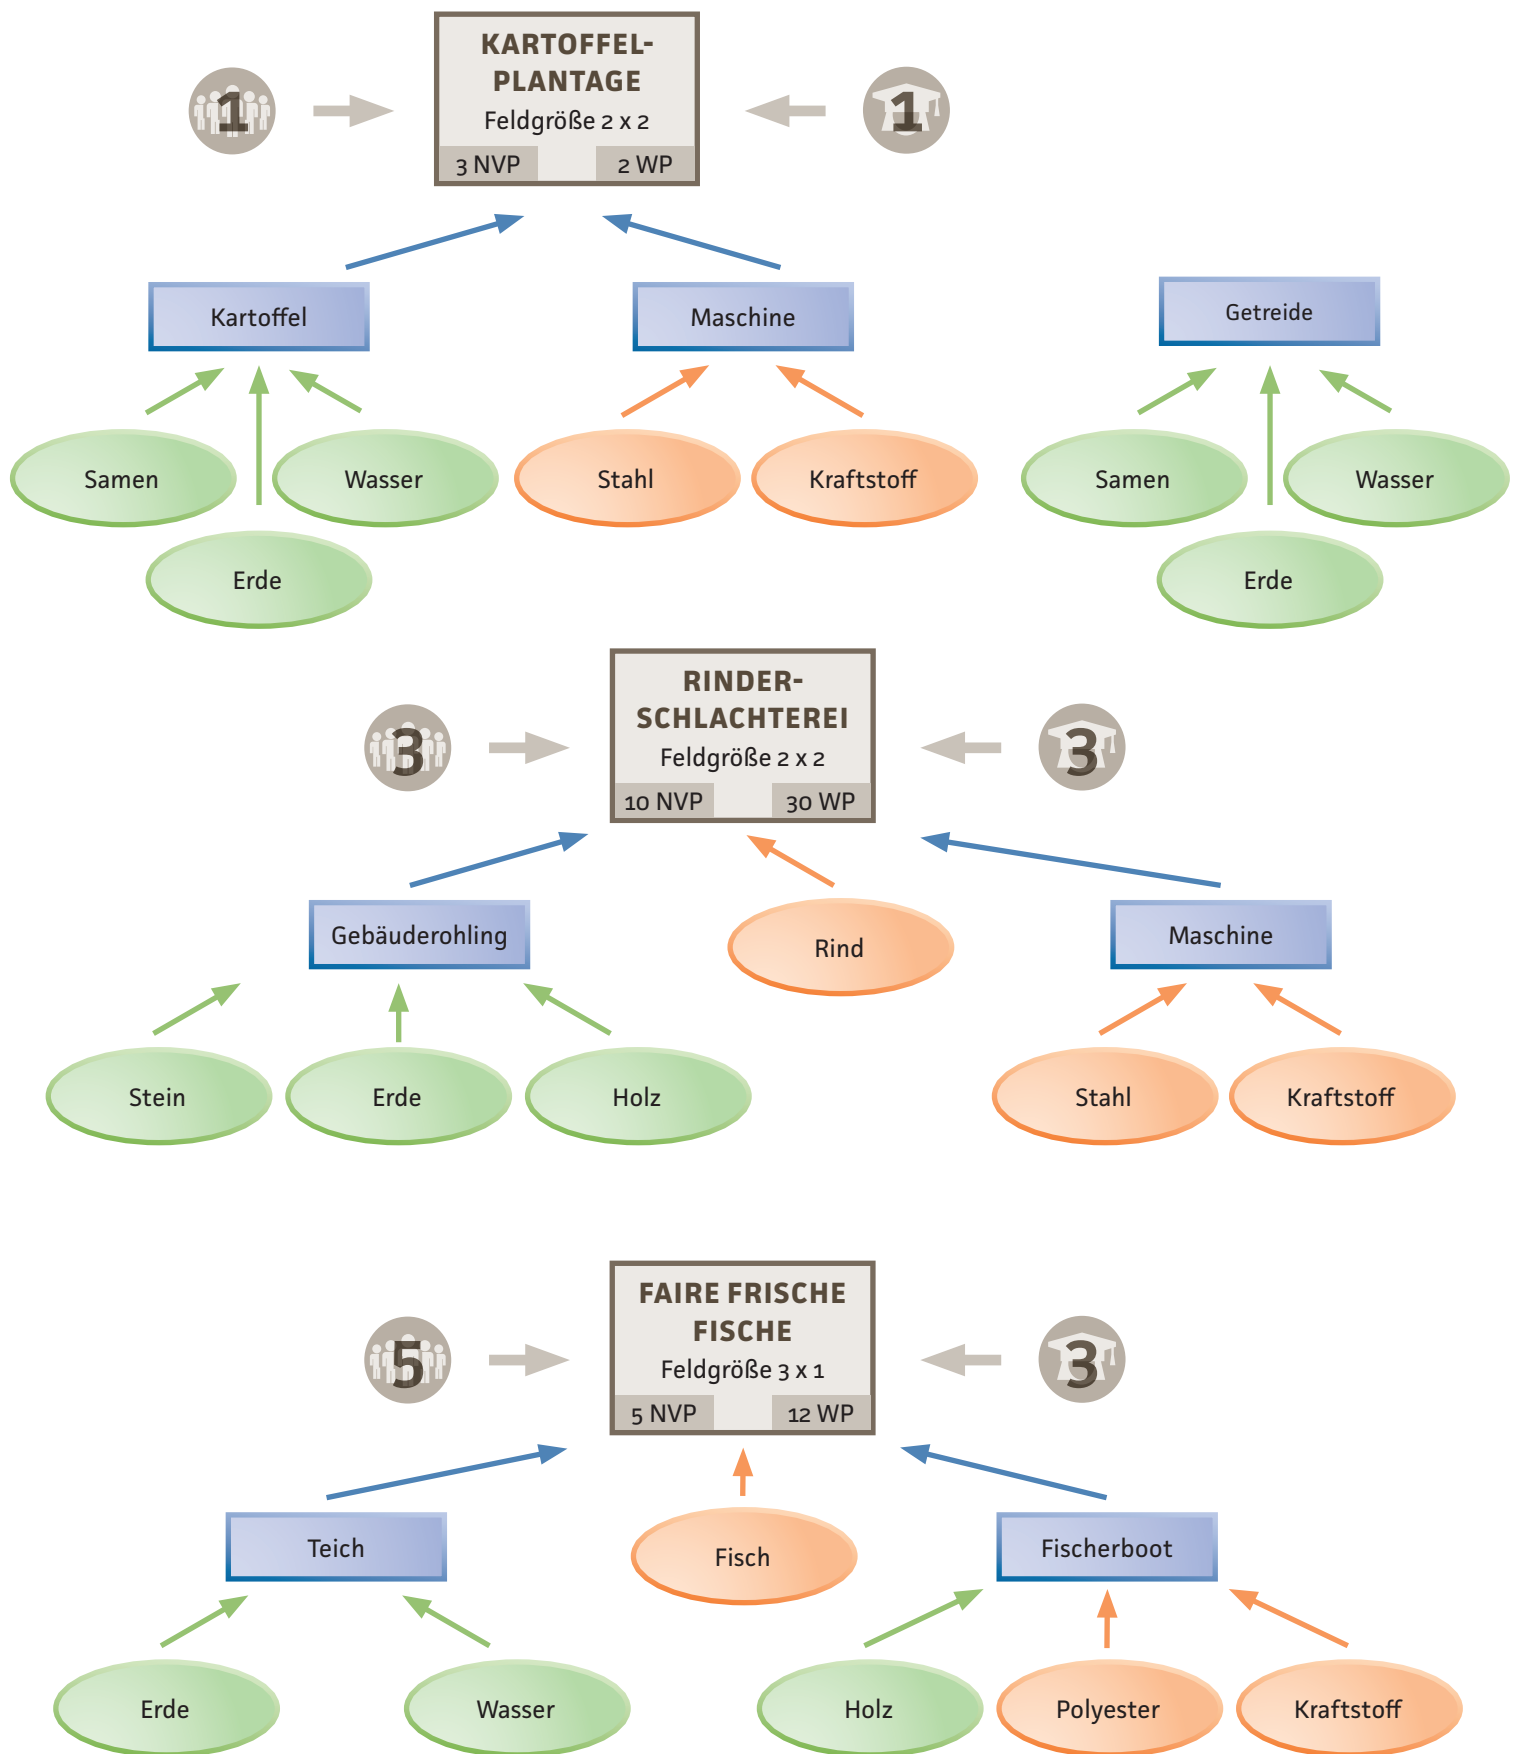 KARTOFFEL-
PLANTAGE
Feldgröße 2 x 2
3 NVP
2 WP
1
1
Kartoffel
Maschine
Getreide
Samen
Wasser
Stahl
Kraftstoff
Samen
Wasser
Erde
Erde
RINDER-
SCHLACHTEREI
Feldgröße 2 x 2
10 NVP
30 WP
3
3
Gebäuderohling
Rind
Maschine
Stein
Erde
Holz
Stahl
Kraftstoff
FAIRE FRISCHE
FISCHE
Feldgröße 3 x 1
5 NVP
12 WP
5
3
Teich
Fisch
Fischerboot
Erde
Wasser
Holz
Polyester
Kraftstoff